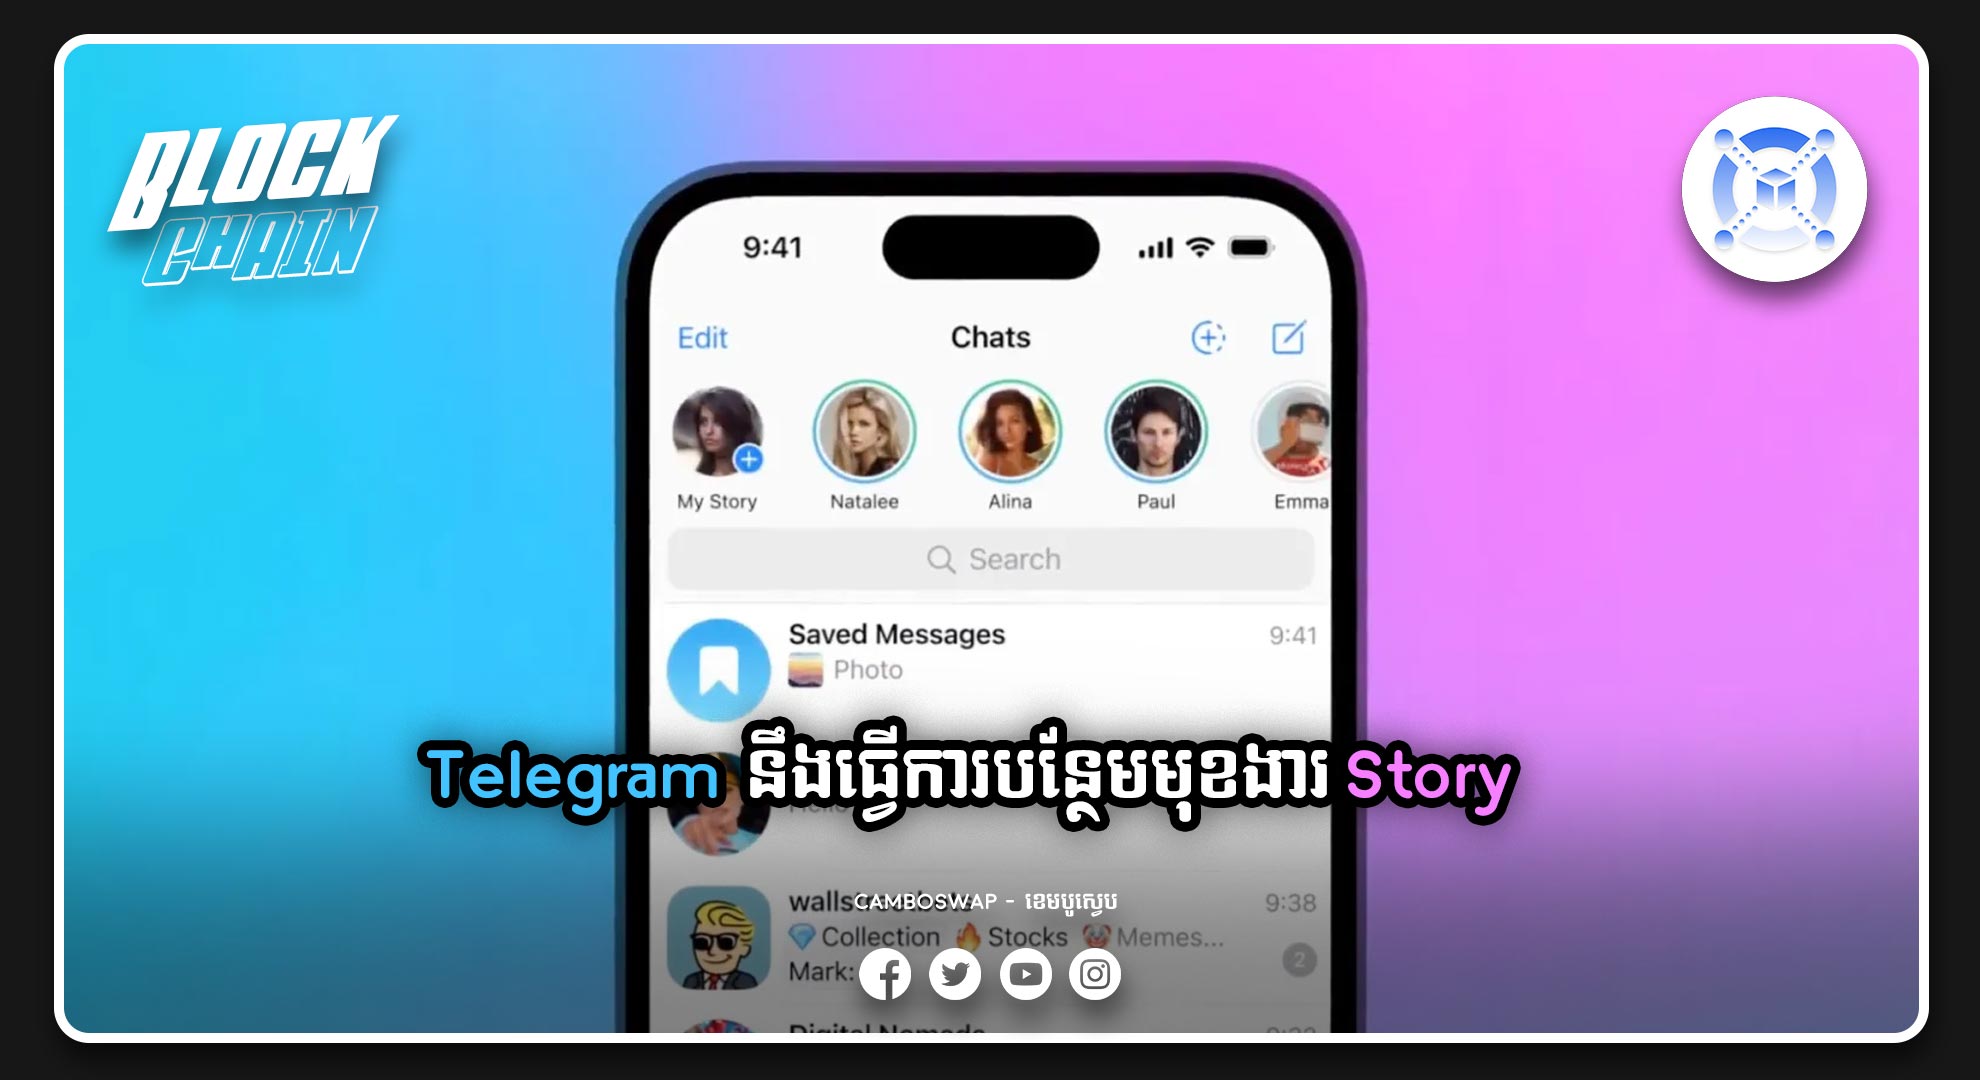 BLOCK
CHAIN
9:41
Edit
Chats
My Story
Natalee
Alina
Paul
Emma
Search
Saved Messages
9:41
Photo
Telegram នឹងធ្វើការបន្ថែមមុខងារ Story
CAMBOSWAP - ខេមបូស្វេប
9:38
Collection
Stocks
Memes...
Mark:
2